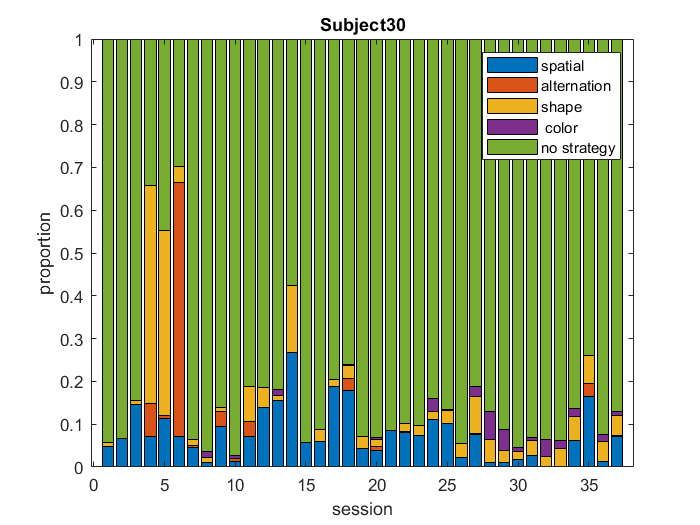 Subject30
1
0.9
0.8
0.7
0.6
0.5
0.4
0.3
0.2
0.1
0
proportion
spatial
alternation
shape
color
no strategy
0 5 10 15 20 25 30 35
session